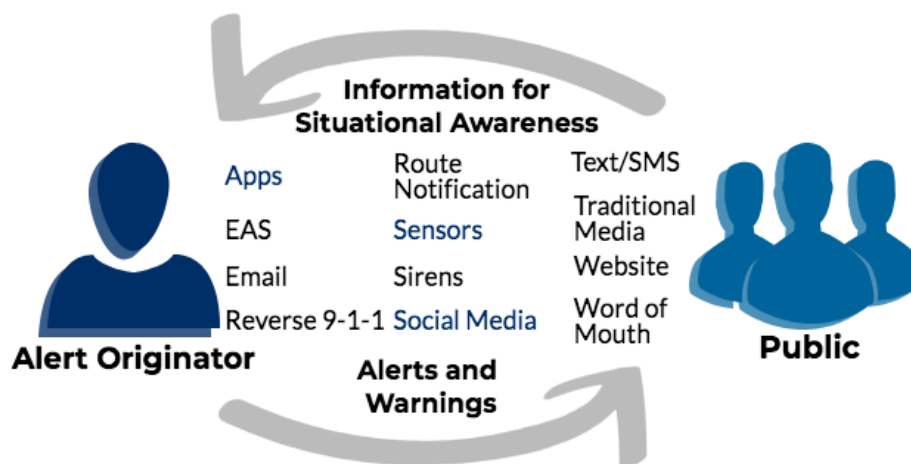 Information for
Situational Awareness
Apps
EAS
Email
Reverse 9-1-1
Route
Notification
Sensors
Sirens
Social Media
Text/SMS
Traditional
Media
Website
Word of
Mouth
Alert Originator
Public
Alerts and
Warnings